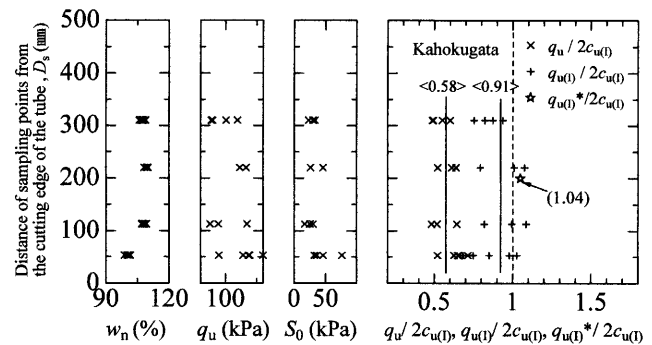 Distance of sampling points from
the cutting edge of the tube , Dₛ (mm)
500
400
300
200
100
0
90 120
wₙ (%)
100
qᵤ (kPa)
0 50
S₀ (kPa)
Kahokugata
<0.58> <0.91>
× qᵤ / 2cᵤ₍I₎
+ qᵤ₍I₎ / 2cᵤ₍I₎
☆ qᵤ₍I₎*/2cᵤ₍I₎
(1.04)
0.5 1 1.5
qᵤ/ 2cᵤ₍I₎, qᵤ₍I₎/ 2cᵤ₍I₎, qᵤ₍I₎*/ 2cᵤ₍I₎